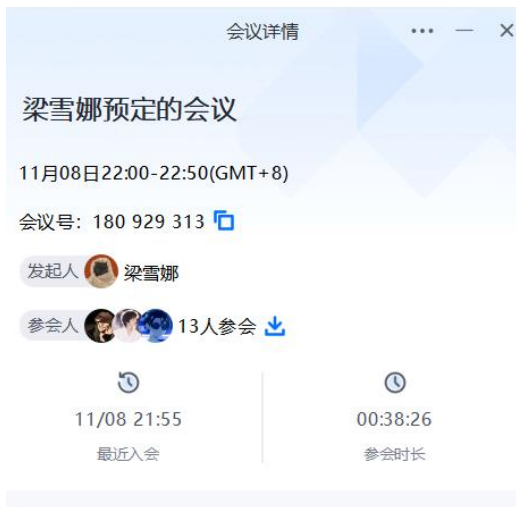 会议详情
梁雪娜预定的会议
11月08日22:00-22:50(GMT+8)
会议号：180 929 313
发起人 梁雪娜
参会人 13人参会
11/08 21:55 00:38:26
最近入会 参会时长